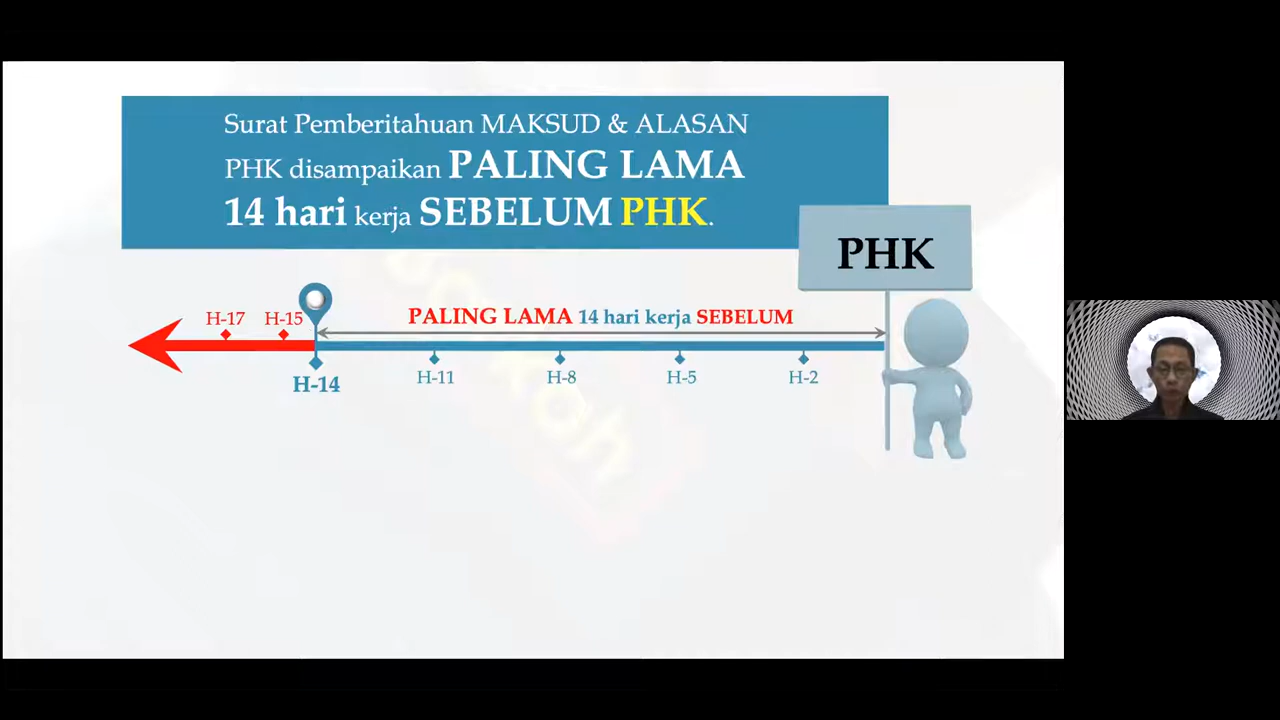 Surat Pemberitahuan MAKSUD & ALASAN
PHK disampaikan PALING LAMA
14 hari kerja SEBELUM PHK.
PHK
H-17 H-15
PALING LAMA 14 hari kerja SEBELUM
H-14
H-11 H-8 H-5 H-2